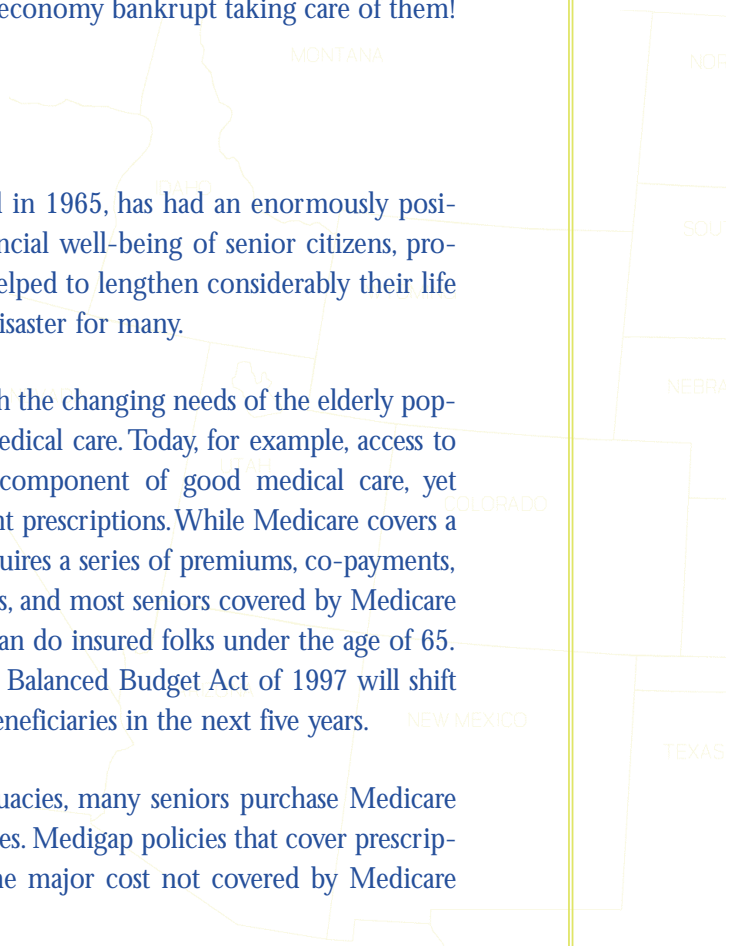 economy bankrupt taking care of them!
MONTANA
NOR
IDAHO
in 1965, has had an enormously posi-
SOU
ncial well-being of senior citizens, pro-
elped to lengthen considerably their life
isaster for many.
NEBRA
h the changing needs of the elderly pop-
edical care. Today, for example, access to
UTAH
component of good medical care, yet
COLORADO
nt prescriptions. While Medicare covers a
uires a series of premiums, co-payments,
s, and most seniors covered by Medicare
an do insured folks under the age of 65.
Balanced Budget Act of 1997 will shift
eneficiaries in the next five years.
NEW MEXICO
TEXAS
uacies, many seniors purchase Medicare
es. Medigap policies that cover prescrip-
ne major cost not covered by Medicare